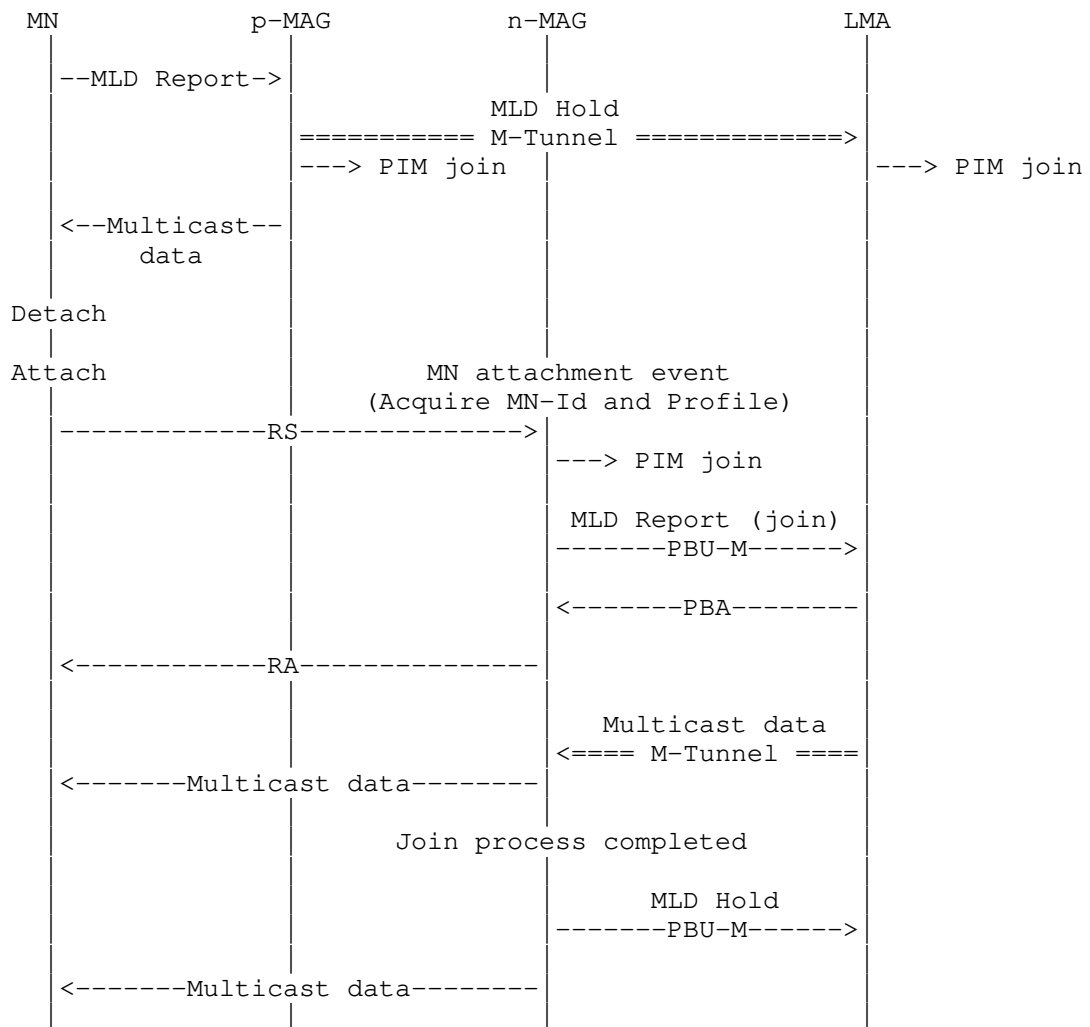 MN p-MAG n-MAG LMA
--MLD Report->
MLD Hold
=========== M-Tunnel =============>
---> PIM join ---> PIM join
<--Multicast--
data
Detach
Attach MN attachment event
(Acquire MN-Id and Profile)
-------------RS--------------->
---> PIM join
MLD Report (join)
-------PBU-M------>
<-------PBA--------
<------------RA---------------
Multicast data
<==== M-Tunnel ====
<-------Multicast data--------
Join process completed
MLD Hold
-------PBU-M------>
<-------Multicast data--------